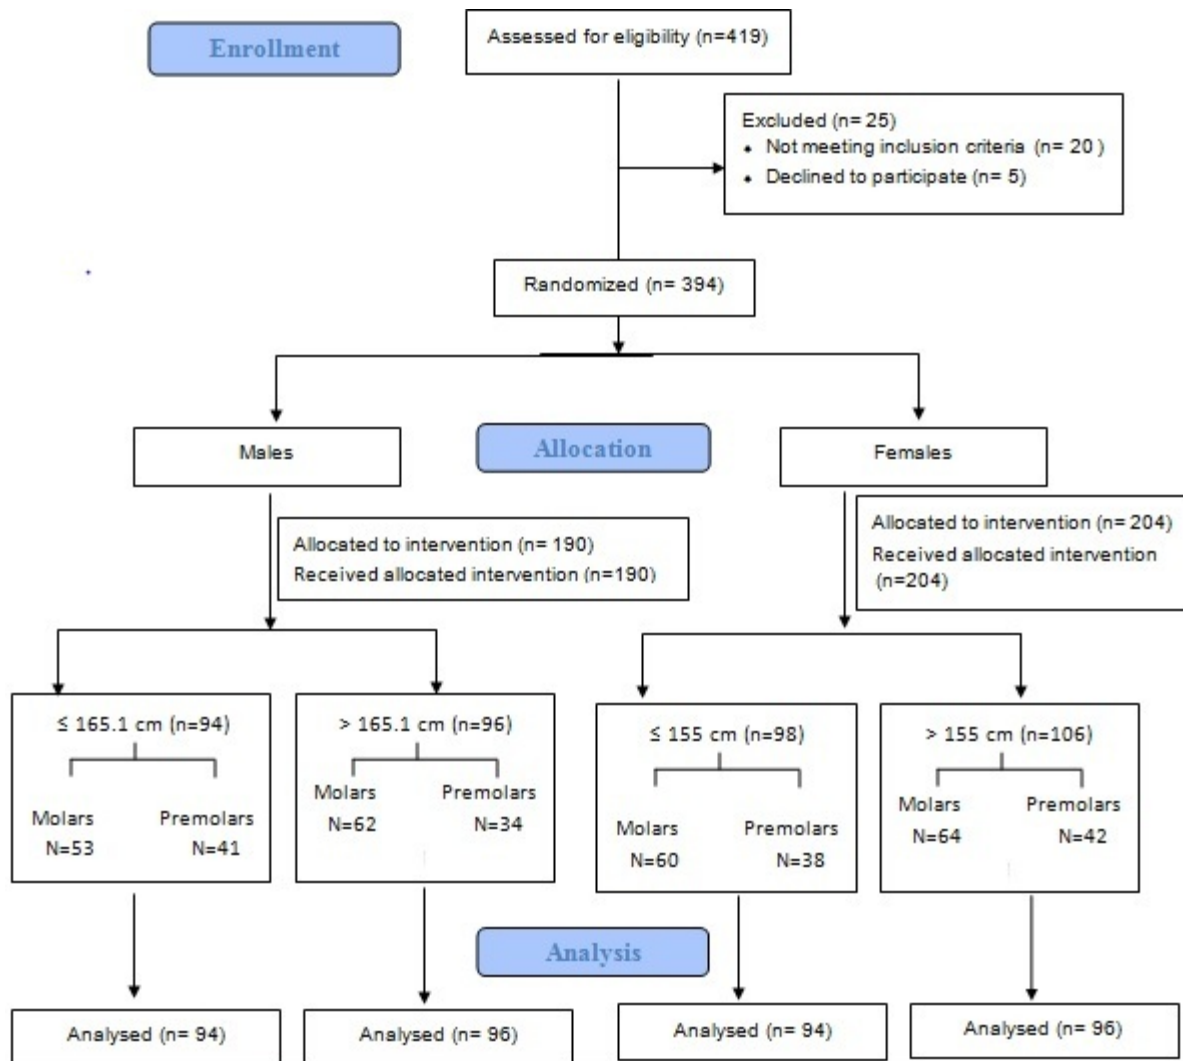 Enrollment
Assessed for eligibility (n=419)
Excluded (n= 25)
• Not meeting inclusion criteria (n= 20 )
• Declined to participate (n= 5)
Randomized (n= 394)
Males
Allocation
Females
Allocated to intervention (n= 190)
Received allocated intervention (n=190)
Allocated to intervention (n= 204)
Received allocated intervention
(n=204)
≤ 165.1 cm (n=94)
Molars
N=53
Premolars
N=41
> 165.1 cm (n=96)
Molars
N=62
Premolars
N=34
≤ 155 cm (n=98)
Molars
N=60
Premolars
N=38
> 155 cm (n=106)
Molars
N=64
Premolars
N=42
Analysis
Analysed (n= 94)
Analysed (n= 96)
Analysed (n= 94)
Analysed (n= 96)